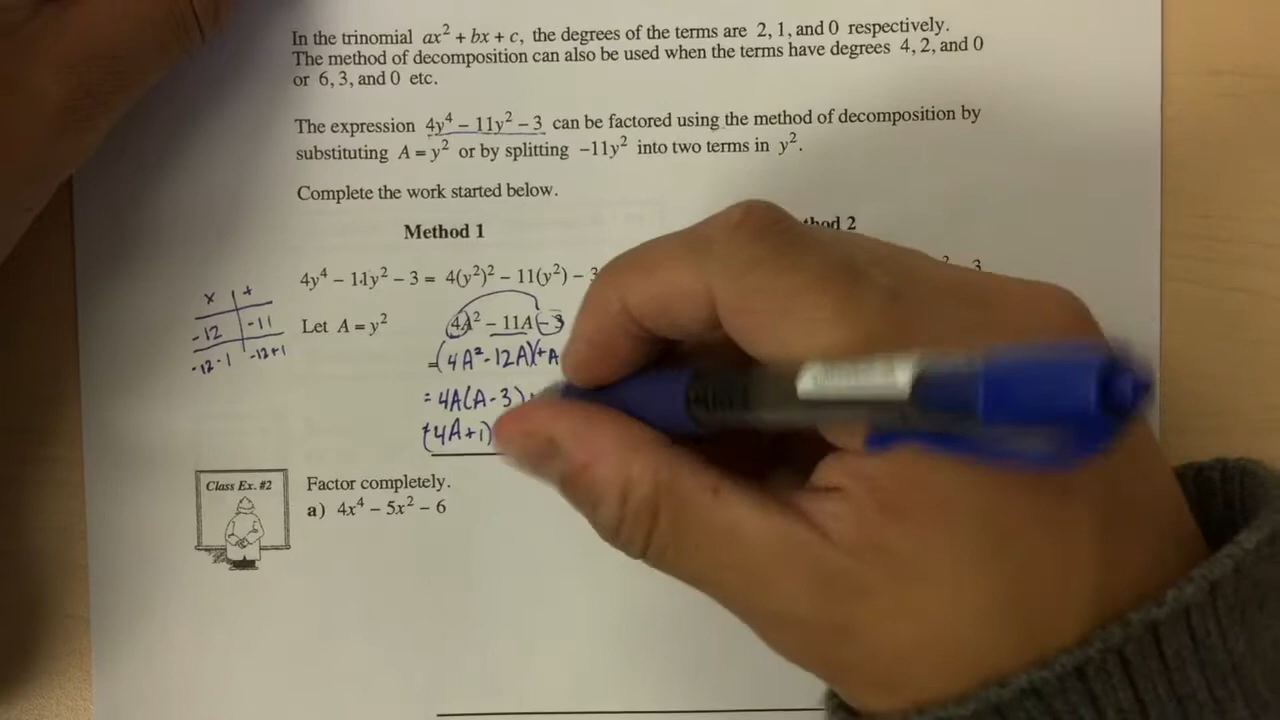 In the trinomial ax² + bx + c, the degrees of the terms are 2, 1, and 0 respectively.
The method of decomposition can also be used when the terms have degrees 4, 2, and 0
or 6, 3, and 0 etc.
The expression 4y⁴ – 11y² – 3 can be factored using the method of decomposition by
substituting A = y² or by splitting –11y² into two terms in y².
Complete the work started below.
Method 1
hod 2
4y⁴ – 11y² – 3 = 4(y²)² – 11(y²) – 3
x | +
-12 | -11
-12·1 | -12+1
Let A = y²
4A² – 11A – 3
=(4A²-12A)(+A
= 4A(A-3)
(4A+1)
Class Ex. #2
Factor completely.
a) 4x⁴ – 5x² – 6